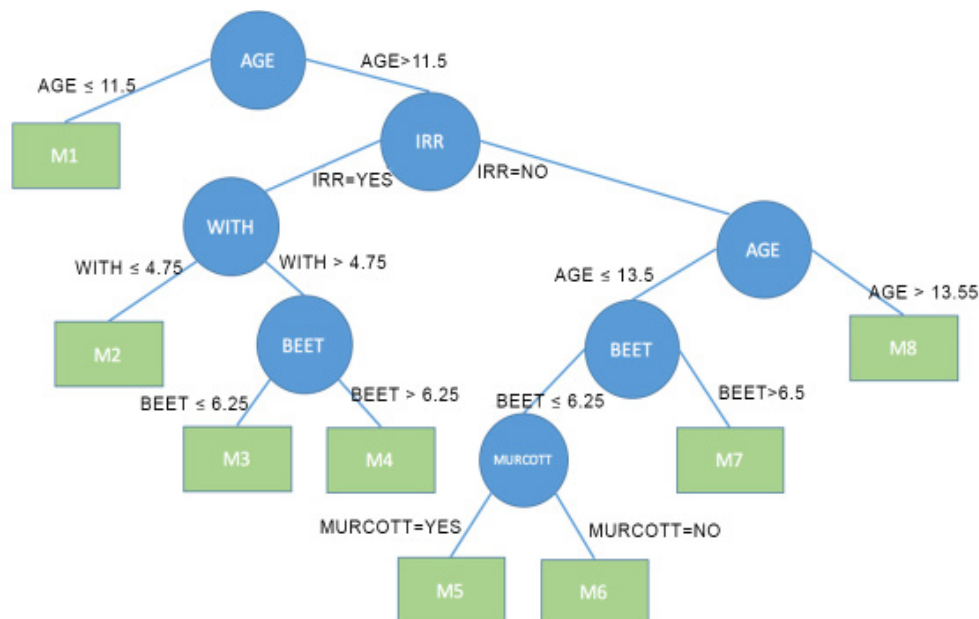 AGE
AGE ≤ 11.5
AGE>11.5
M1
IRR
IRR=YES
IRR=NO
WITH
AGE
WITH ≤ 4.75
WITH > 4.75
AGE ≤ 13.5
AGE > 13.55
M2
BEET
BEET
M8
BEET ≤ 6.25
BEET > 6.25
BEET ≤ 6.25
BEET>6.5
M3
M4
MURCOTT
M7
MURCOTT=YES
MURCOTT=NO
M5
M6